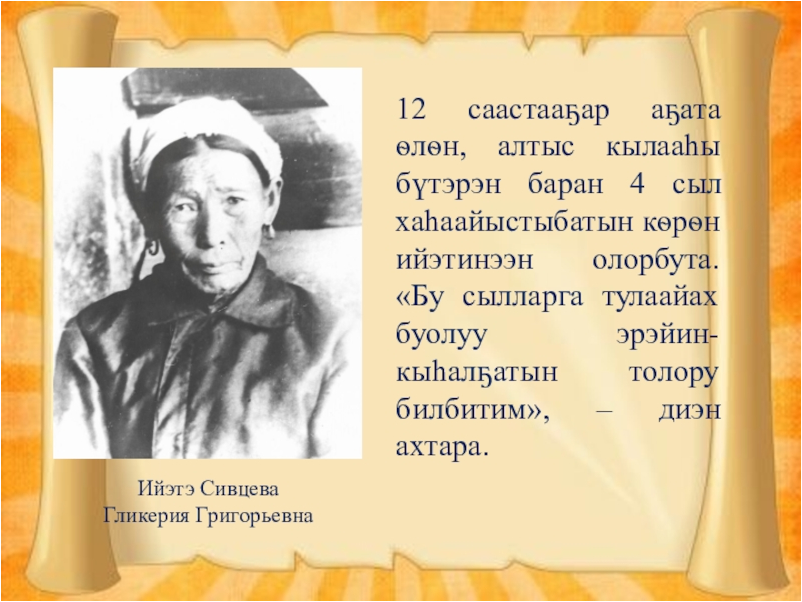 12 саастааҕар аҕата
өлөн, алтыс кылааһы
бүтэрэн баран 4 сыл
хаһаайыстыбатын көрөн
ийэтинээн олорбута.
«Бу сылларга тулаайах
буолуу эрэйин-
кыһалҕатын толору
билбитим», – диэн
ахтара.
Ийэтэ Сивцева
Гликерия Григорьевна